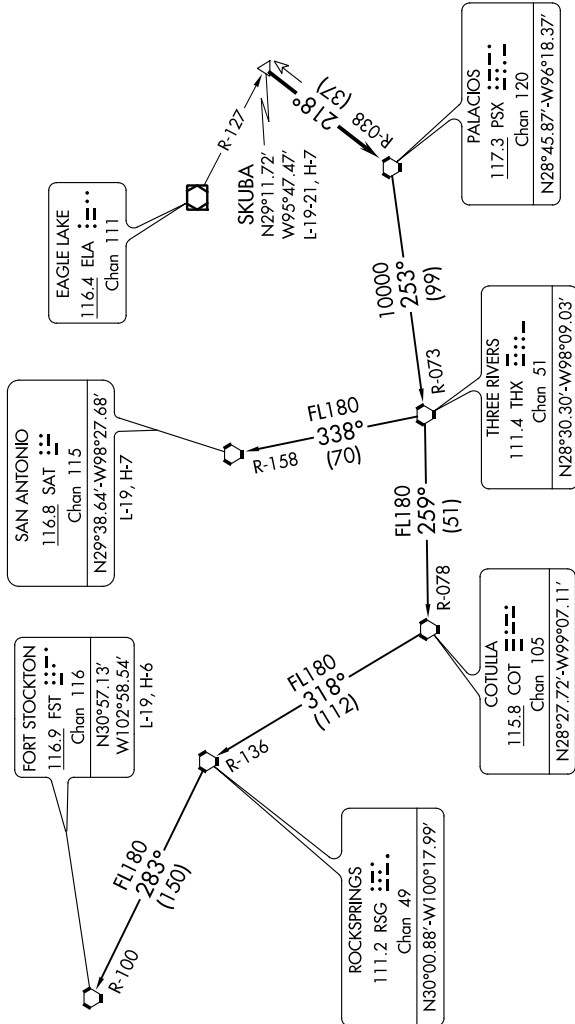 FORT STOCKTON
116.9 FST
Chan 116
N30°57.13'
W102°58.54'
L-19, H-6
SAN ANTONIO
116.8 SAT
Chan 115
N29°38.64'-W98°27.68'
L-19, H-7
EAGLE LAKE
116.4 ELA
Chan 111
R-127
SKUBA
N29°11.72'
W95°47.47'
L-19-21, H-7
218°
(37)
R-038
PALACIOS
117.3 PSX
Chan 120
N28°45.87'-W96°18.37'
10000
253°
(99)
R-073
THREE RIVERS
111.4 THX
Chan 51
N28°30.30'-W98°09.03'
FL180
338°
(70)
R-158
FL180
259°
(51)
R-078
COTULLA
115.8 COT
Chan 105
N28°27.72'-W99°07.11'
FL180
318°
(112)
R-136
ROCKSPRINGS
111.2 RSG
Chan 49
N30°00.88'-W100°17.99'
FL180
283°
(150)
R-100